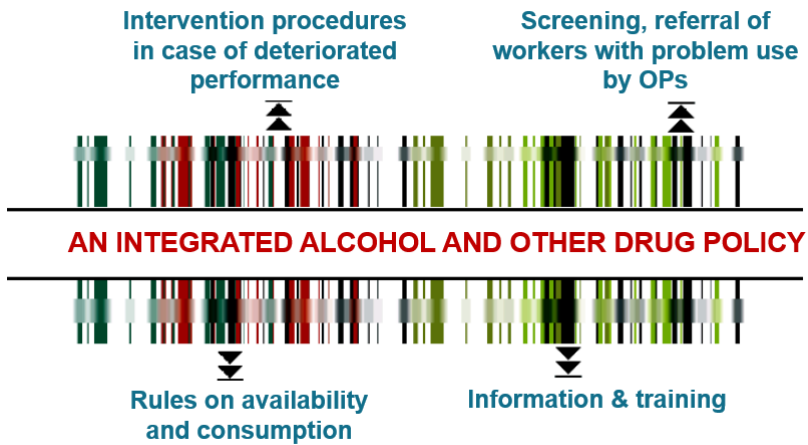 Intervention procedures
in case of deteriorated
performance
Screening, referral of
workers with problem use
by OPs
AN INTEGRATED ALCOHOL AND OTHER DRUG POLICY
Rules on availability
and consumption
Information & training